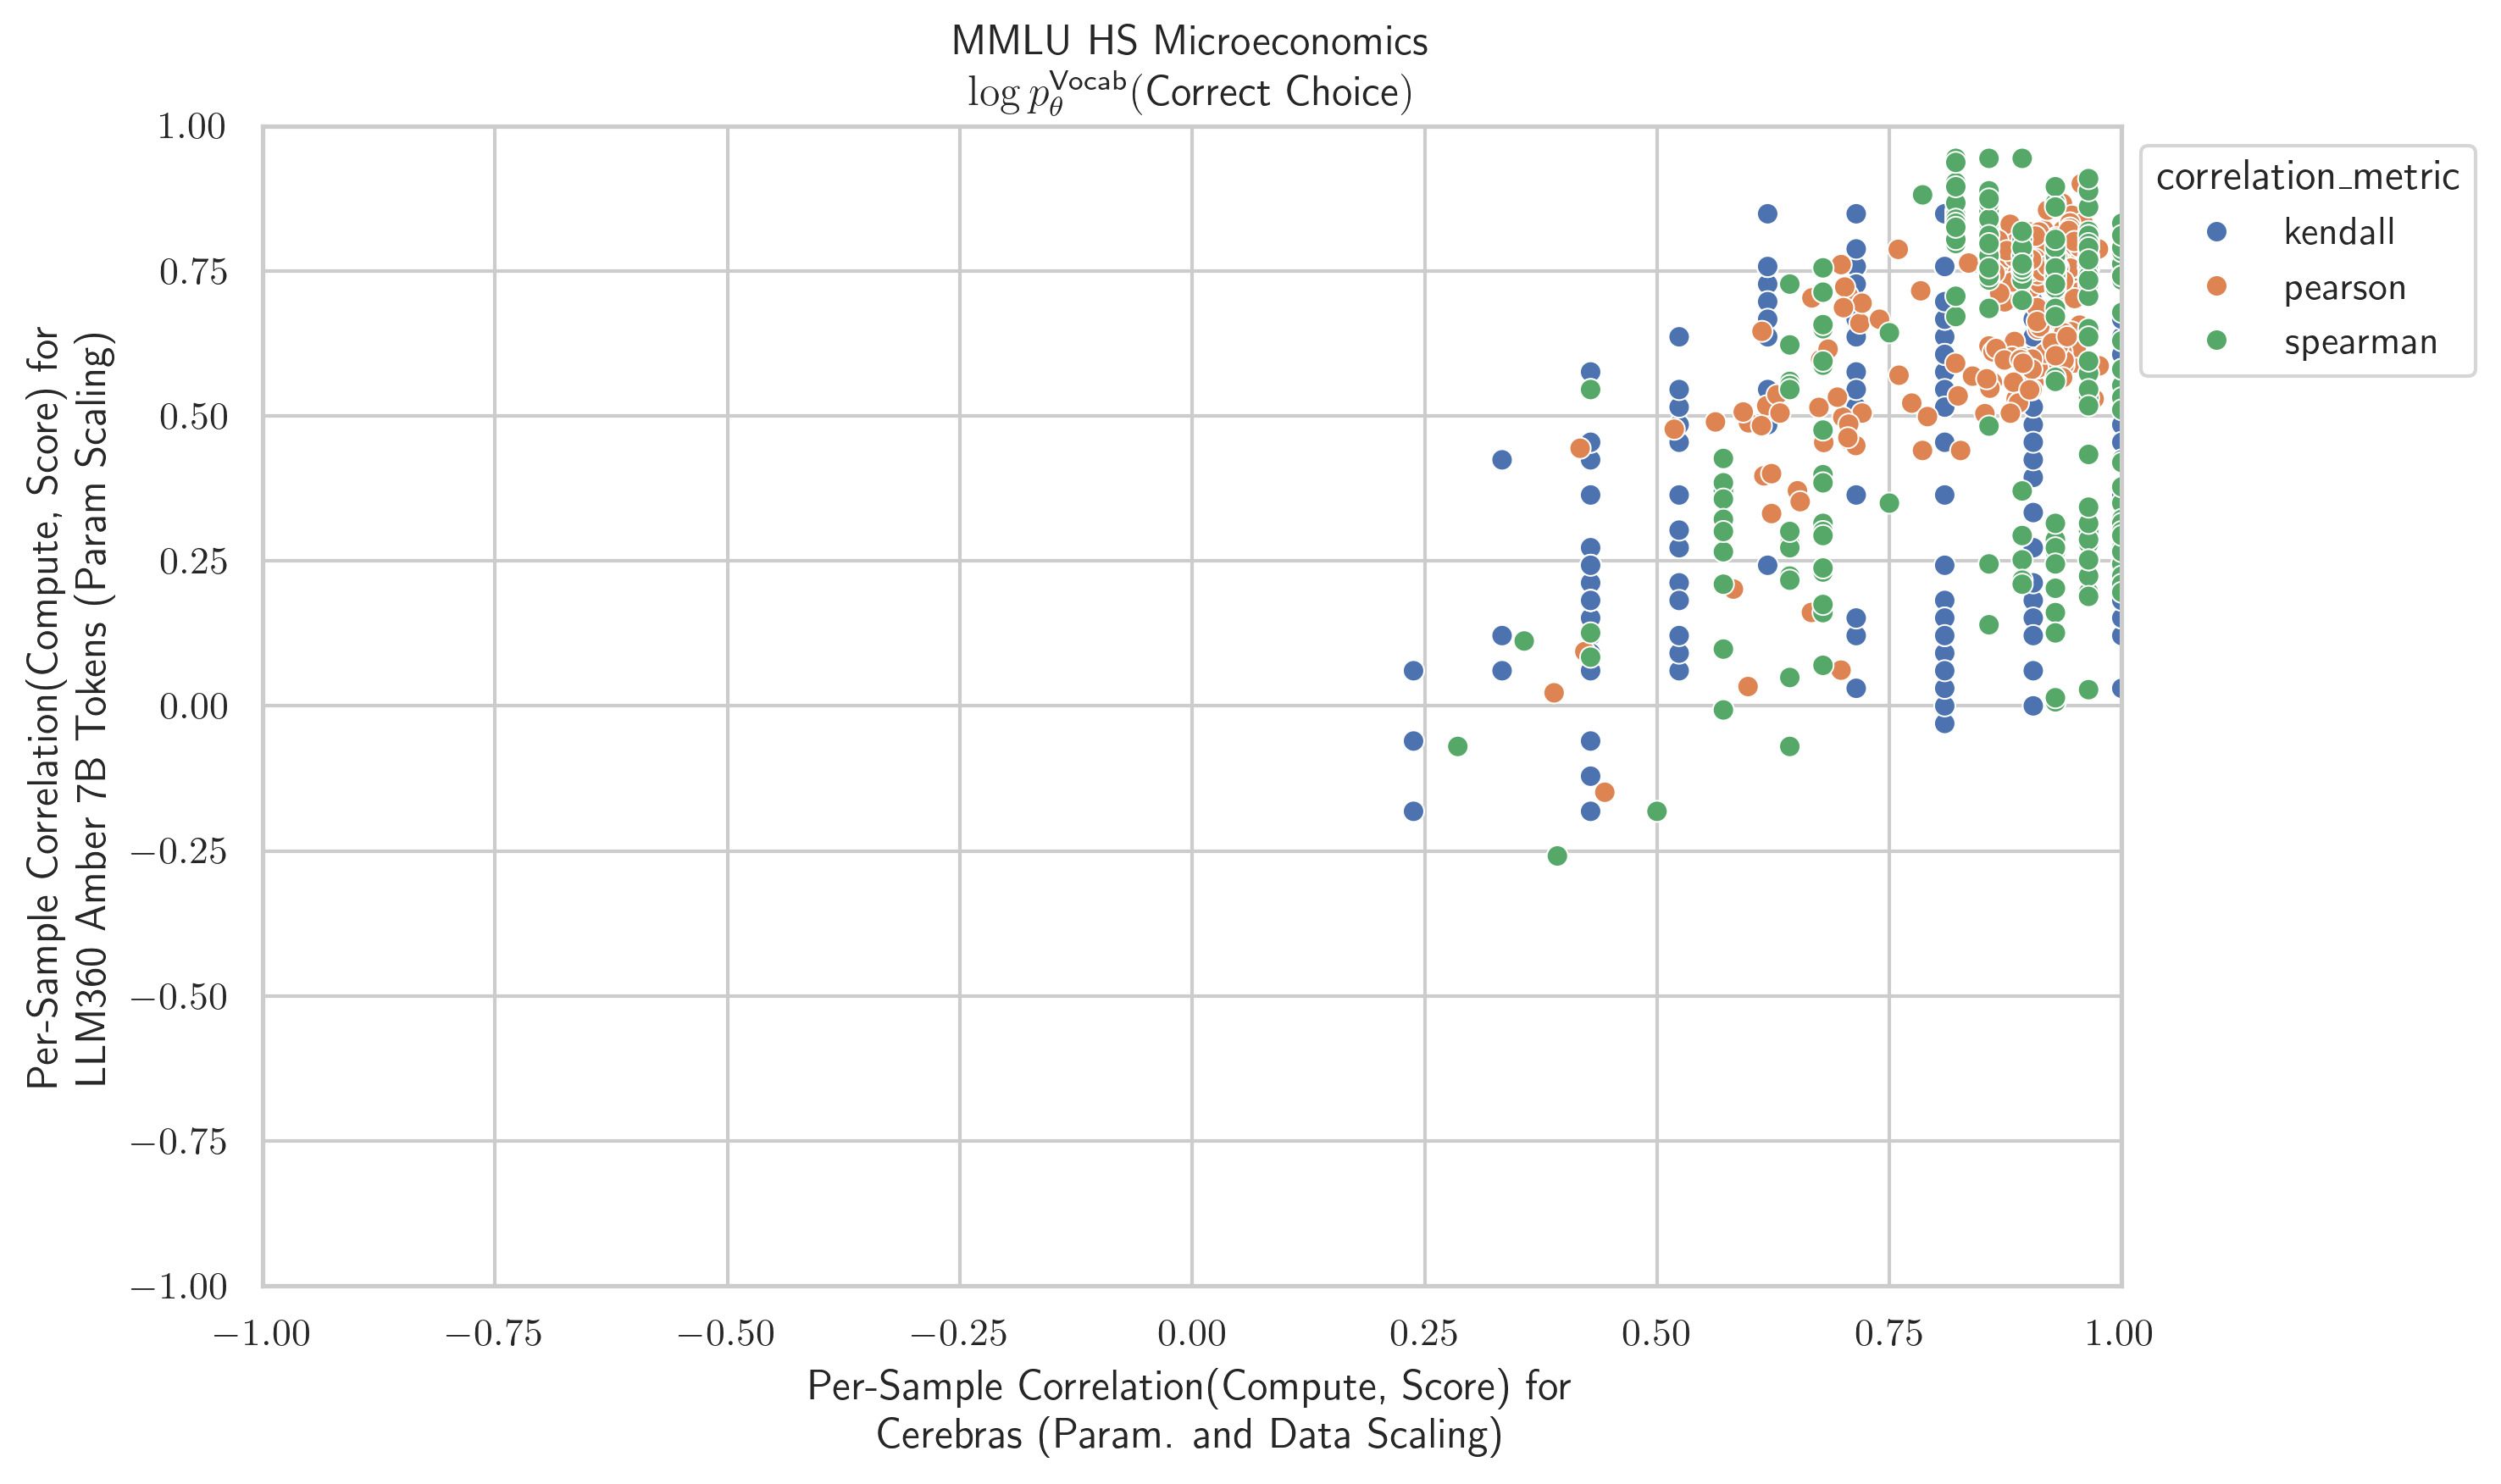 MMLU HS Microeconomics
log p_θ^Vocab(Correct Choice)
1.00
0.75
0.50
0.25
0.00
−0.25
−0.50
−0.75
−1.00
Per-Sample Correlation(Compute, Score) for
LLM360 Amber 7B Tokens (Param Scaling)
correlation_metric
kendall
pearson
spearman
−1.00 −0.75 −0.50 −0.25 0.00 0.25 0.50 0.75 1.00
Per-Sample Correlation(Compute, Score) for
Cerebras (Param. and Data Scaling)